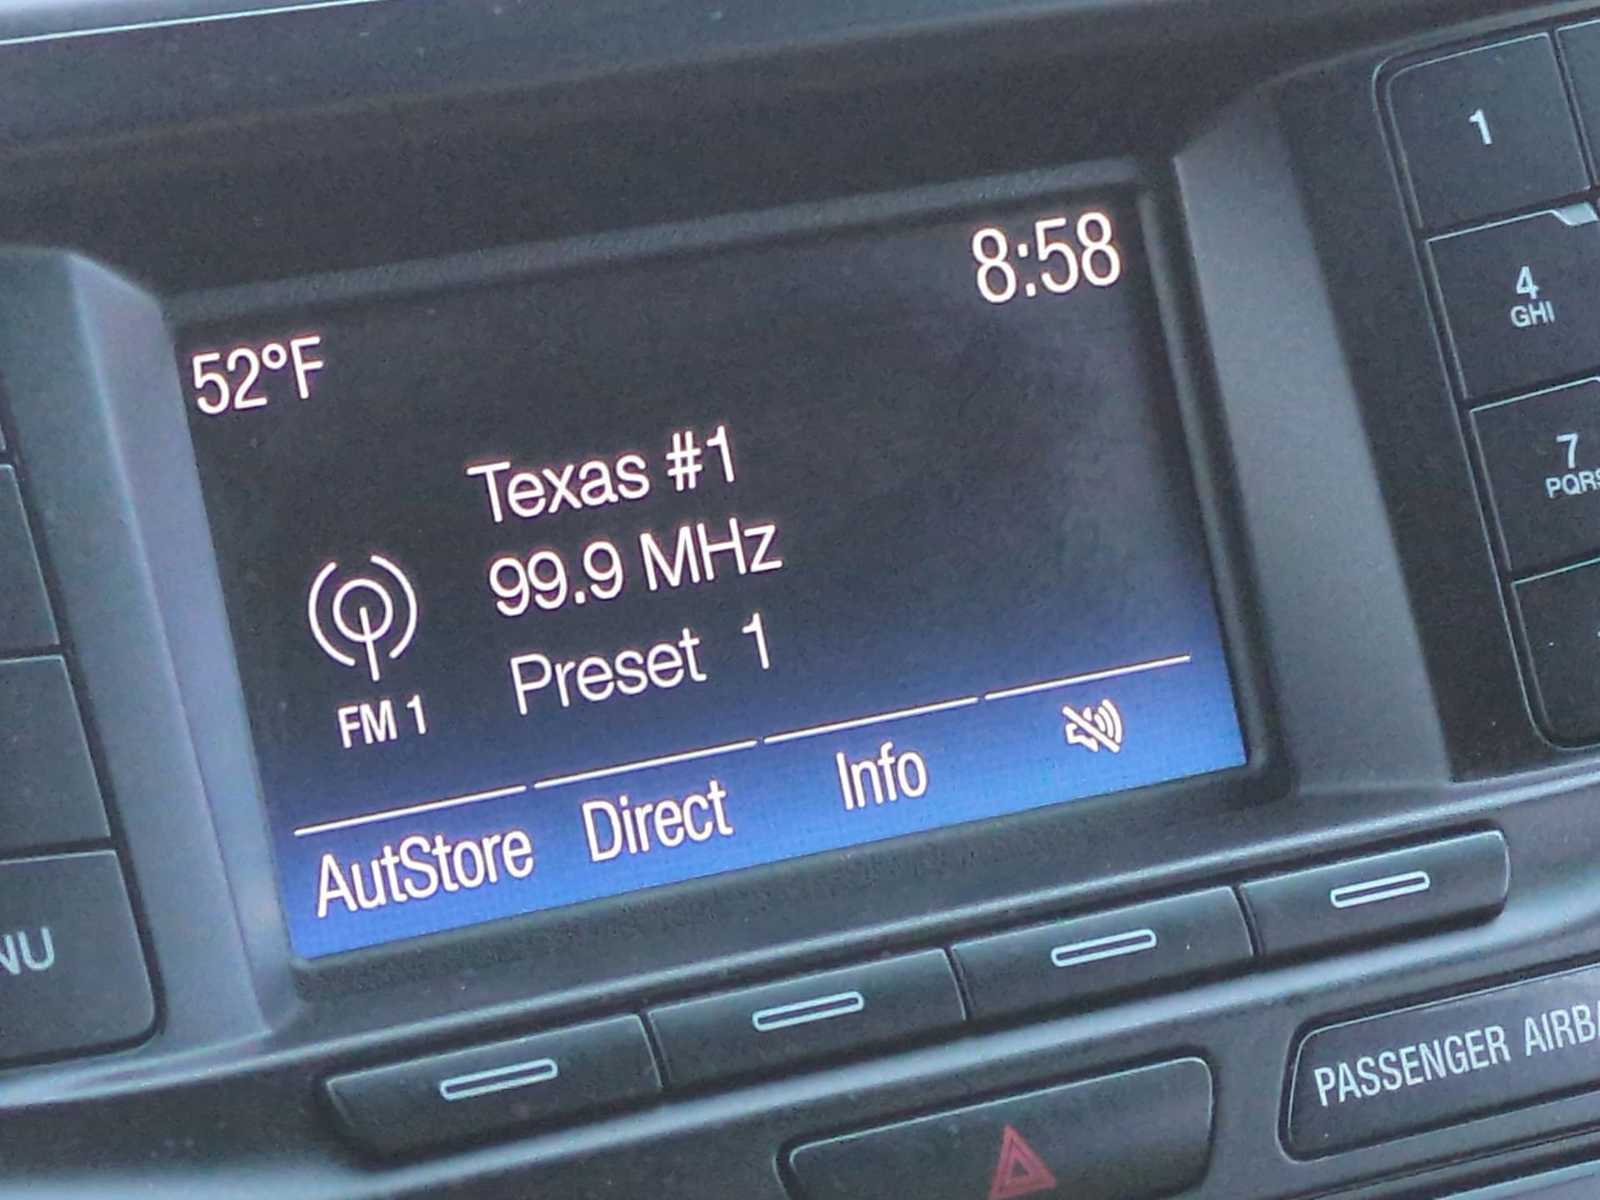 8:58
52°F
Texas #1
99.9 MHz
Preset 1
FM 1
AutStore
Direct
Info
1
4
GHI
7
NU
PASSENGER